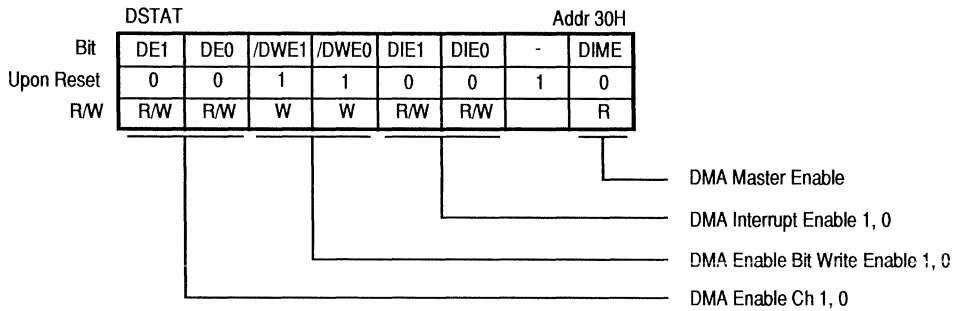 DSTAT Addr 30H
Bit DE1 DE0 /DWE1 /DWE0 DIE1 DIE0 - DIME
Upon Reset 0 0 1 1 0 0 1 0
R/W R/W R/W W W R/W R/W R
DMA Master Enable
DMA Interrupt Enable 1, 0
DMA Enable Bit Write Enable 1, 0
DMA Enable Ch 1, 0